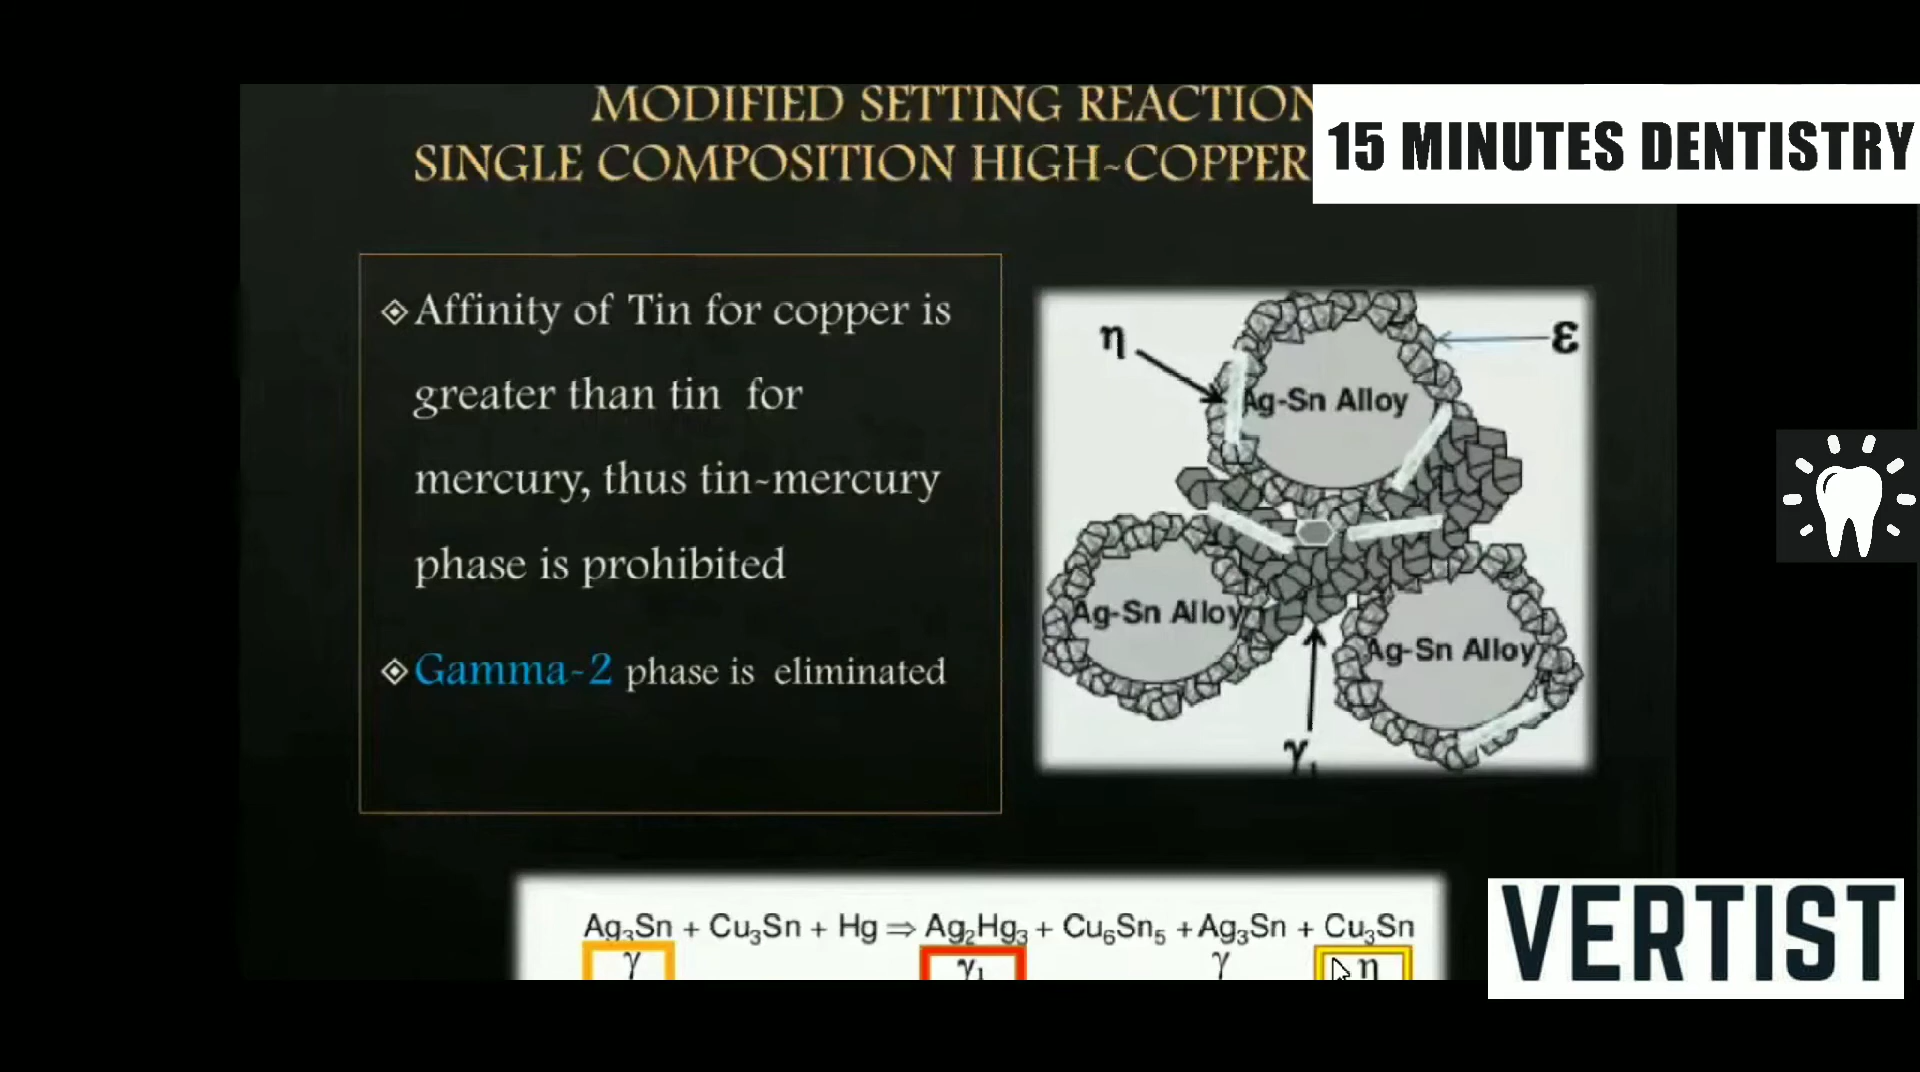 MODIFIED SETTING REACTION
SINGLE COMPOSITION HIGH-COPPER
15 MINUTES DENTISTRY
Affinity of Tin for copper is
greater than tin for
mercury, thus tin-mercury
phase is prohibited
Gamma-2 phase is eliminated
η
ε
Ag-Sn Alloy
Ag-Sn Alloy
Ag-Sn Alloy
γ₁
Ag₃Sn + Cu₃Sn + Hg ⇒ Ag₂Hg₃ + Cu₆Sn₅ + Ag₃Sn + Cu₃Sn
γ γ₁ γ η
VERTIST